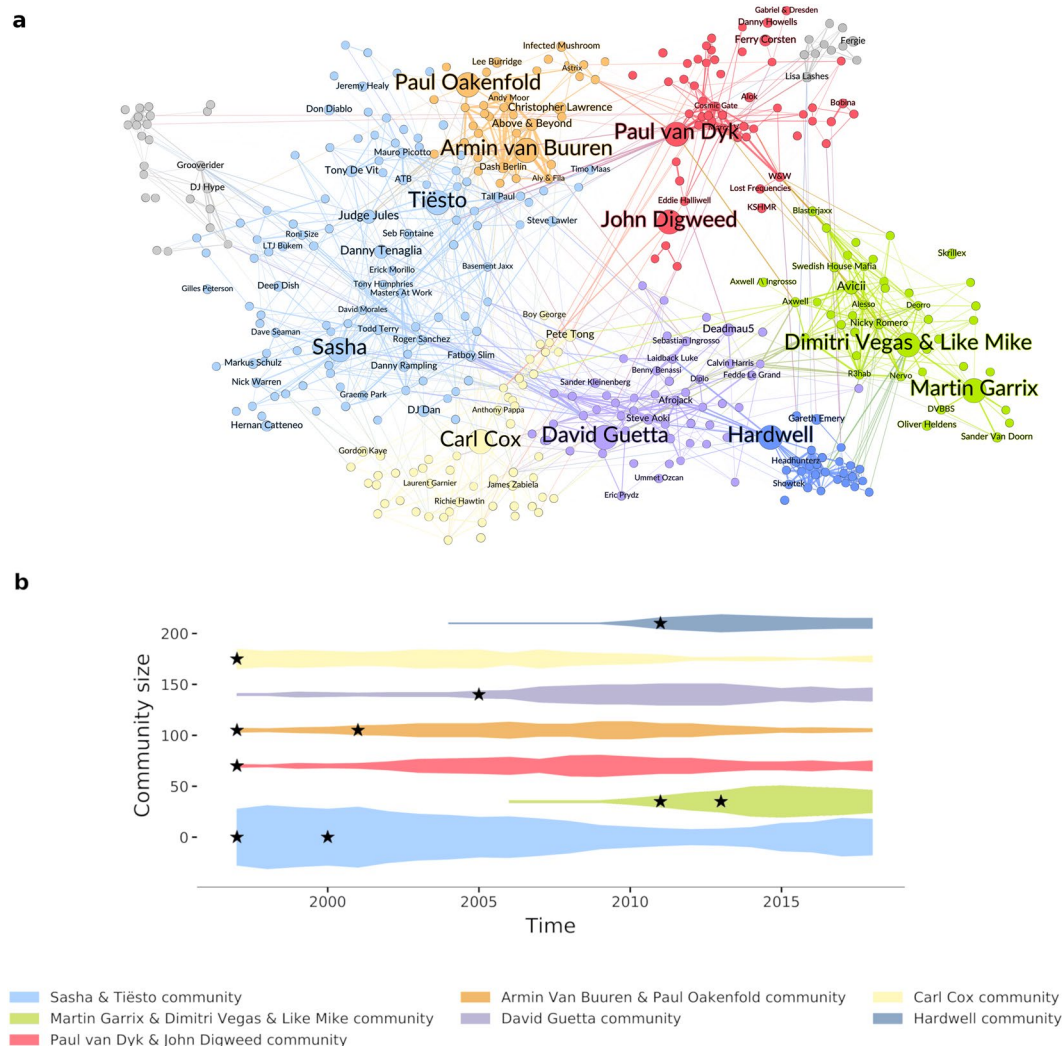 a
Gabriel & Dresden
Danny Howells
Ferry Corsten
Fergie
Infected Mushroom
Lee Burridge
Astrix
Lisa Lashes
Paul Oakenfold
Jeremy Healy
Andy Moor
Alok
Don Diablo
Christopher Lawrence
Cosmic Gate
Bobina
Above & Beyond
Paul van Dyk
Armin van Buuren
Mauro Picotto
Grooverider
Tony De Vit
Dash Berlin
Timo Maas
ATB
Aly & Fila
W&W
DJ Hype
Lost Frequencies
Tiësto
Tall Paul
Eddie Halliwell
KSHMR
Blasterjaxx
Judge Jules
Steve Lawler
John Digweed
Roni Size
Seb Fontaine
LTJ Bukem
Danny Tenaglia
Skrillex
Erick Morillo
Basement Jaxx
Swedish House Mafia
Gilles Peterson
Deep Dish
Tony Humphries
Masters At Work
Axwell /\ Ingrosso
Avicii
David Morales
Axwell
Alesso
Deorro
Boy George
Dave Seaman
Todd Terry
Pete Tong
Deadmau5
Nicky Romero
Roger Sanchez
Sebastian Ingrosso
Sasha
Dimitri Vegas & Like Mike
Markus Schulz
Fatboy Slim
Laidback Luke
Danny Rampling
Benny Benassi
Calvin Harris
Nick Warren
Sander Kleinenberg
Diplo
Fedde Le Grand
R3hab
Nervo
Martin Garrix
Graeme Park
Afrojack
DJ Dan
Anthony Pappa
Steve Aoki
DVBBS
Hernan Catteneo
Gareth Emery
Oliver Heldens
Carl Cox
David Guetta
Hardwell
Sander Van Doorn
Gordon Kaye
Headhunterz
Laurent Garnier
James Zabiela
Ummet Ozcan
Showtek
Richie Hawtin
Eric Prydz
b
Community size
200
150
100
50
0
2000
2005
2010
2015
Time
Sasha & Tiësto community
Armin Van Buuren & Paul Oakenfold community
Carl Cox community
Martin Garrix & Dimitri Vegas & Like Mike community
David Guetta community
Hardwell community
Paul van Dyk & John Digweed community